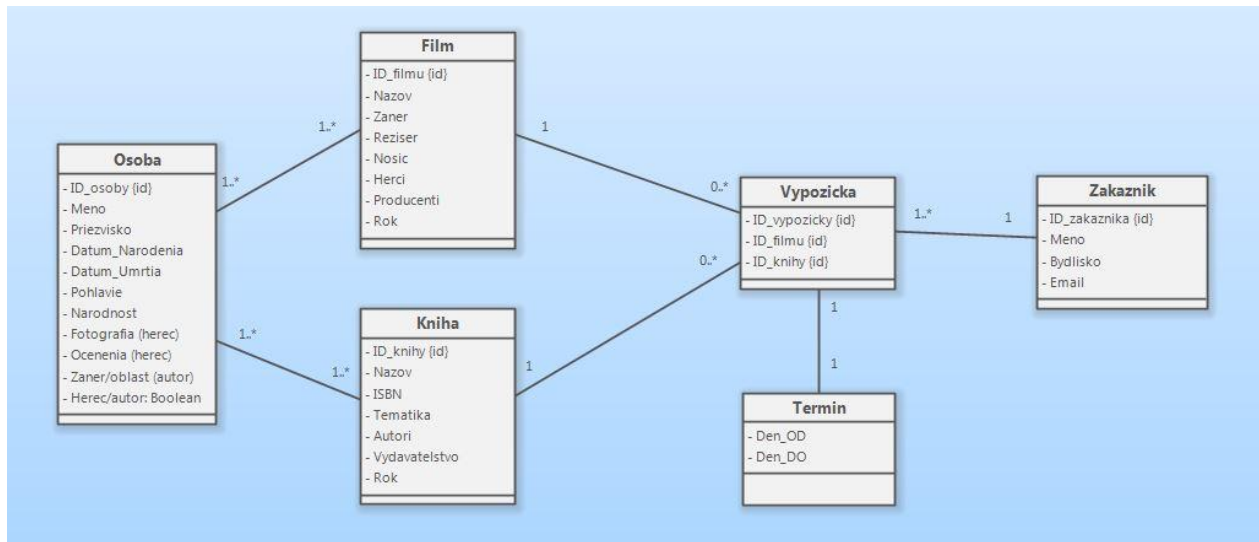 Film
- ID_filmu {id}
- Nazov
- Zaner
- Reziser
- Nosic
- Herci
- Producenti
- Rok
1..*
1..*
1
0..*
Osoba
- ID_osoby {id}
- Meno
- Priezvisko
- Datum_Narodenia
- Datum_Umrtia
- Pohlavie
- Narodnost
- Fotografia (herec)
- Ocenenia (herec)
- Zaner/oblast (autor)
- Herec/autor: Boolean
1..*
1..*
Kniha
- ID_knihy {id}
- Nazov
- ISBN
- Tematika
- Autori
- Vydavatelstvo
- Rok
1
0..*
Vypozicka
- ID_vypozicky {id}
- ID_filmu {id}
- ID_knihy {id}
1..*
1
Zakaznik
- ID_zakaznika {id}
- Meno
- Bydlisko
- Email
1
1
Termin
- Den_OD
- Den_DO